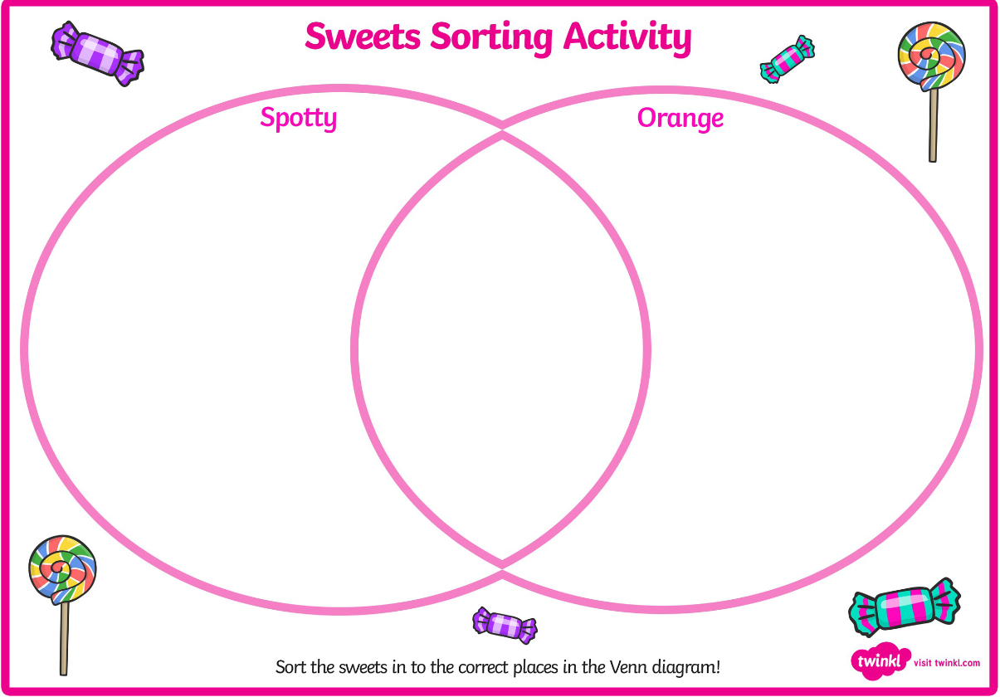 Sweets Sorting Activity
Spotty
Orange
Sort the sweets in to the correct places in the Venn diagram!
twinkl visit twinkl.com